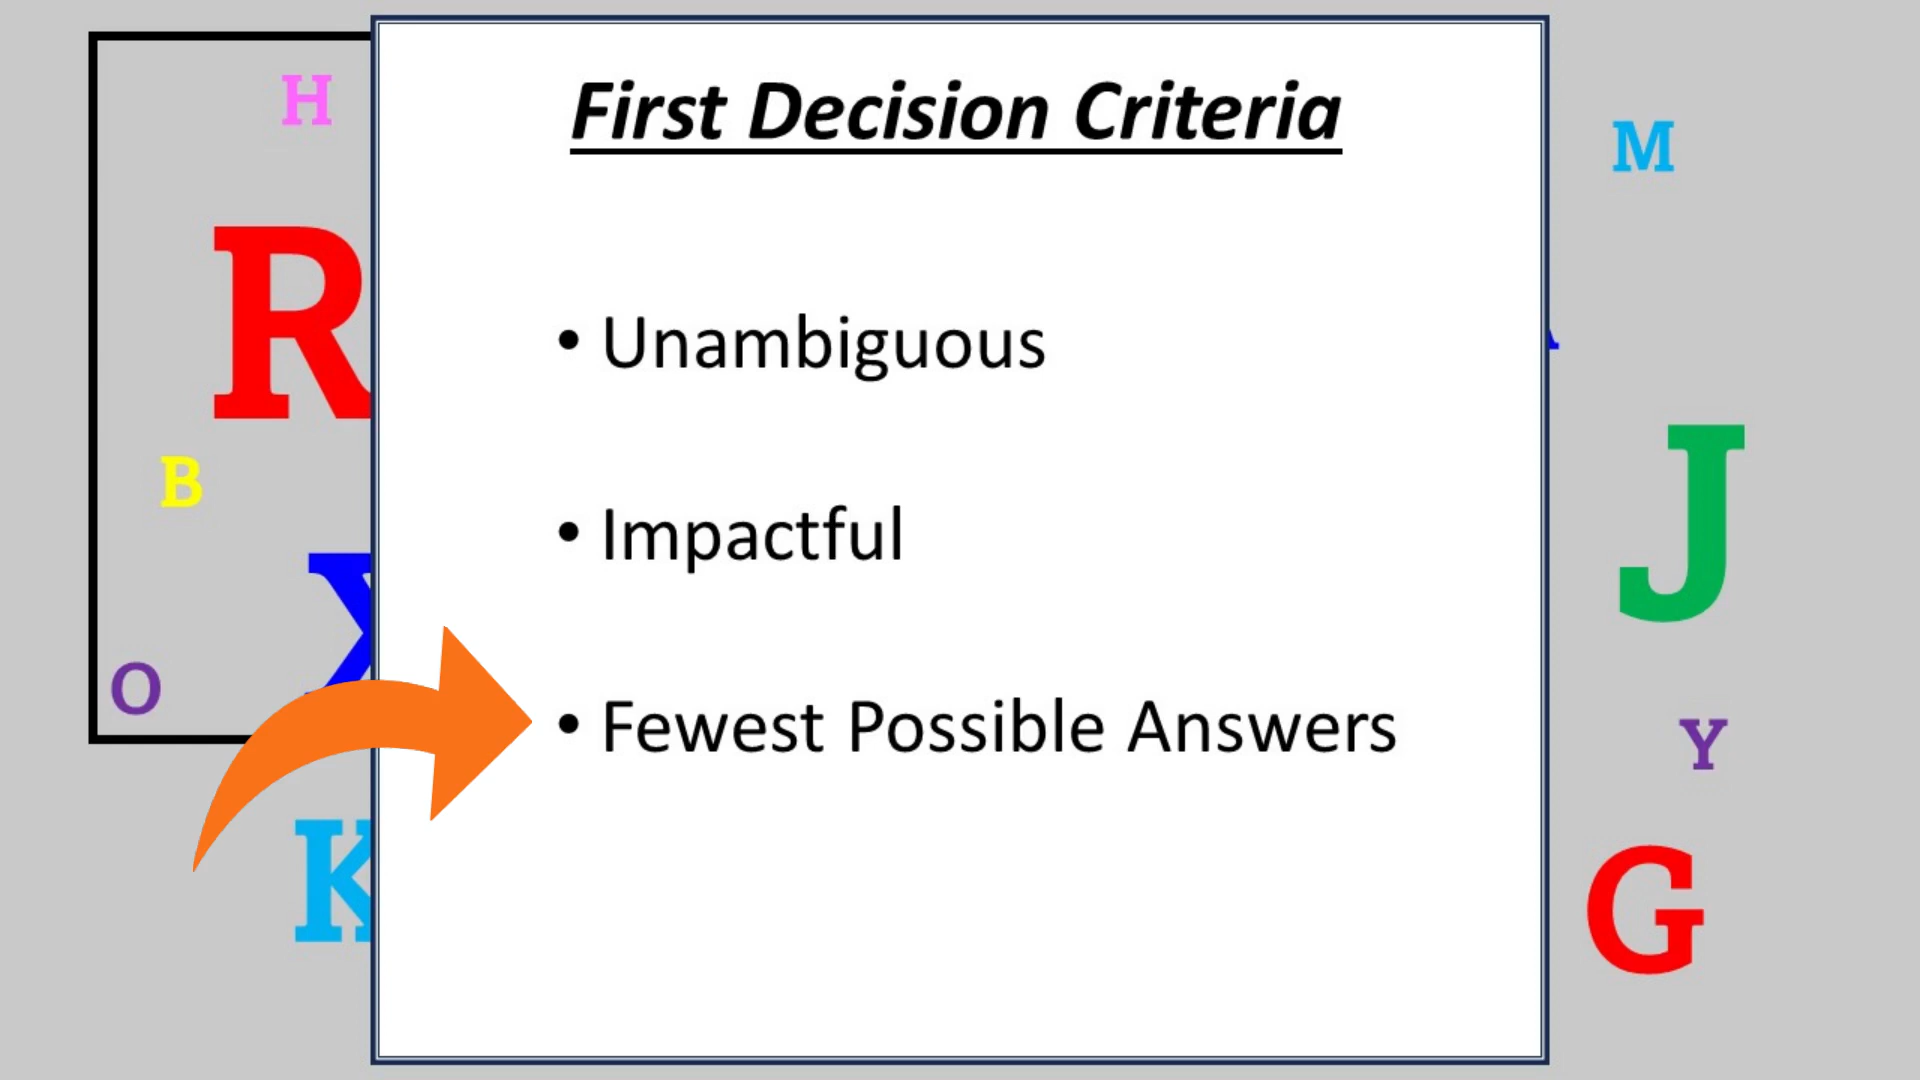 First Decision Criteria
• Unambiguous
• Impactful
• Fewest Possible Answers
H
R
B
X
O
K
M
J
Y
G